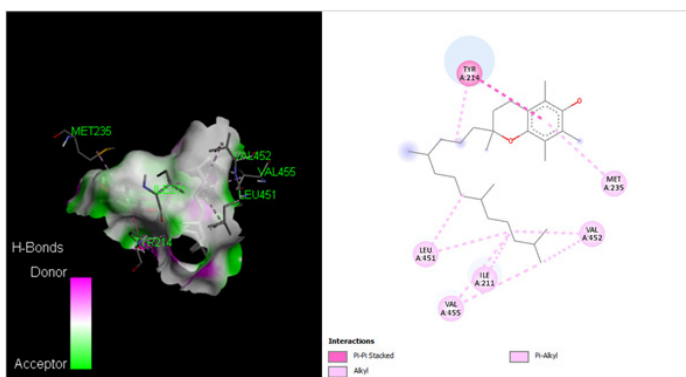 MET235
VAL452
VAL455
LEU451
TYR214
H-Bonds
Donor
Acceptor
TYR
A:214
O
O
MET
A:235
VAL
A:452
LEU
A:451
ILE
A:211
VAL
A:455
Interactions
Pi-Pi Stacked
Alkyl
Pi-Alkyl